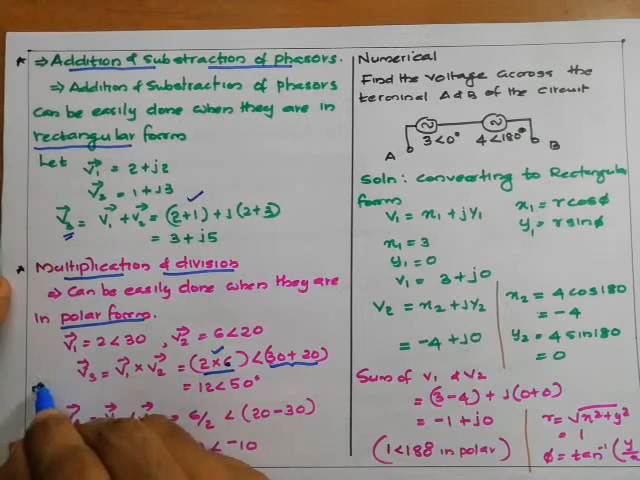 ⇒ Addition & substraction of phasors.
⇒ Addition & Substraction of phasors
can be easily done when they are in
rectangular form
Let
V₁ = 2+j2
V₂ = 1+j3
V₃ = V₁+V₂ = (2+1)+j(2+3)
= 3+j5
Multiplication & division
⇒ Can be easily done when they are
in polar form.
V₁ = 2<30 , V₂ = 6<20
V₃ = V₁ × V₂ = (2×6) < (30+20)
= 12<50°
6/2 < (20-30)
< -10
Numerical
Find the voltage across the
terminal A & B of the circuit
A 3<0° 4<180° B
Soln: converting to Rectangular
form
x₁ = r cosϕ
V₁ = x₁ + jy₁
y₁ = r sinϕ
x₁ = 3
y₁ = 0
V₁ = 3+j0
V₂ = x₂ + jy₂
= -4+j0
x₂ = 4 cos180
= -4
y₂ = 4 sin180
= 0
Sum of V₁ & V₂
= (3-4) + j(0+0)
= -1+j0
(1<188 in polar)
r = √x²+y²
= 1
ϕ = tan⁻¹